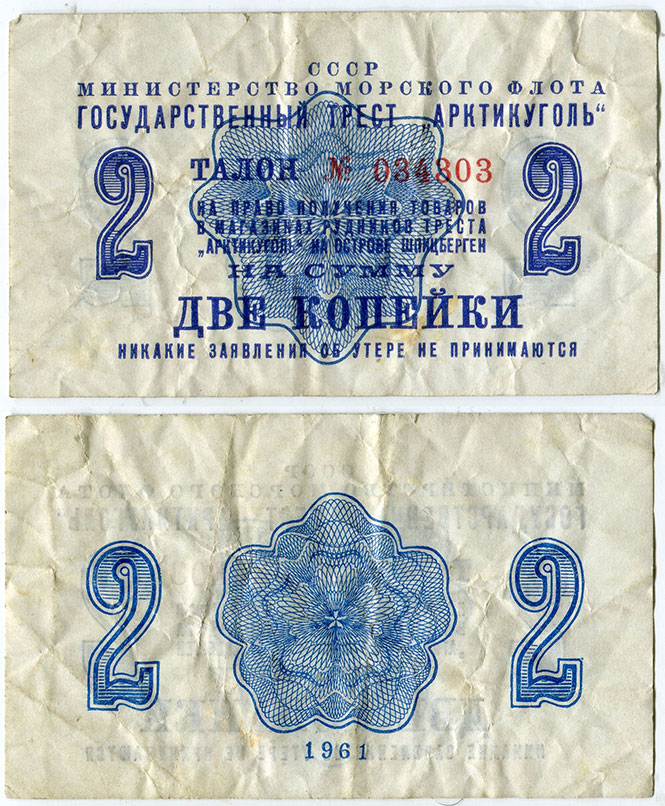 СССР
МИНИСТЕРСТВО МОРСКОГО ФЛОТА
ГОСУДАРСТВЕННЫЙ ТРЕСТ „АРКТИКУГОЛЬ“
2 ТАЛОН № 034303 2
НА ПРАВО ПОЛУЧЕНИЯ ТОВАРОВ
В МАГАЗИНАХ РУДНИКОВ ТРЕСТА
„АРКТИКУГОЛЬ“ НА ОСТРОВЕ ШПИЦБЕРГЕН
НА СУММУ
ДВЕ КОПЕЙКИ
НИКАКИЕ ЗАЯВЛЕНИЯ ОБ УТЕРЕ НЕ ПРИНИМАЮТСЯ
2 2
1961